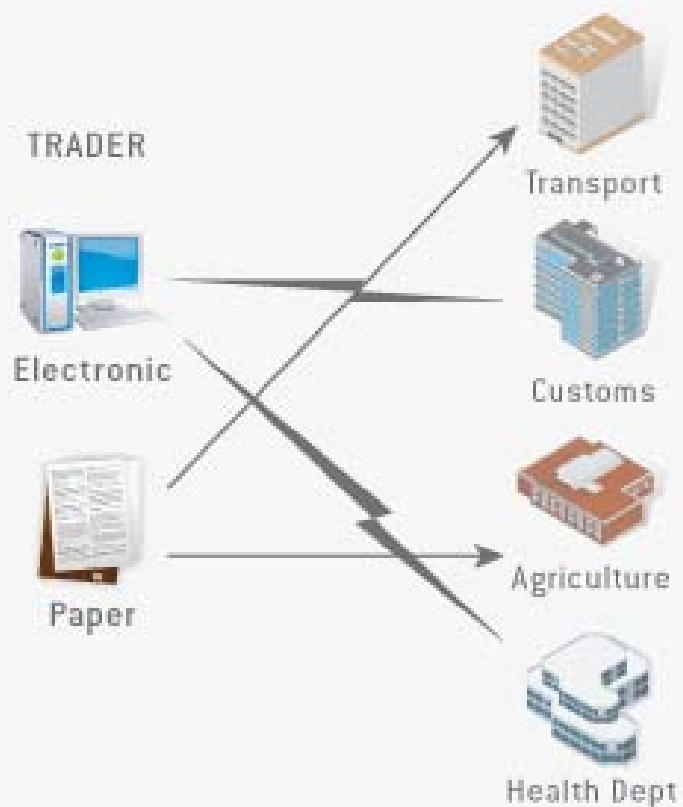 TRADER
Electronic
Paper
Transport
Customs
Agriculture
Health Dept